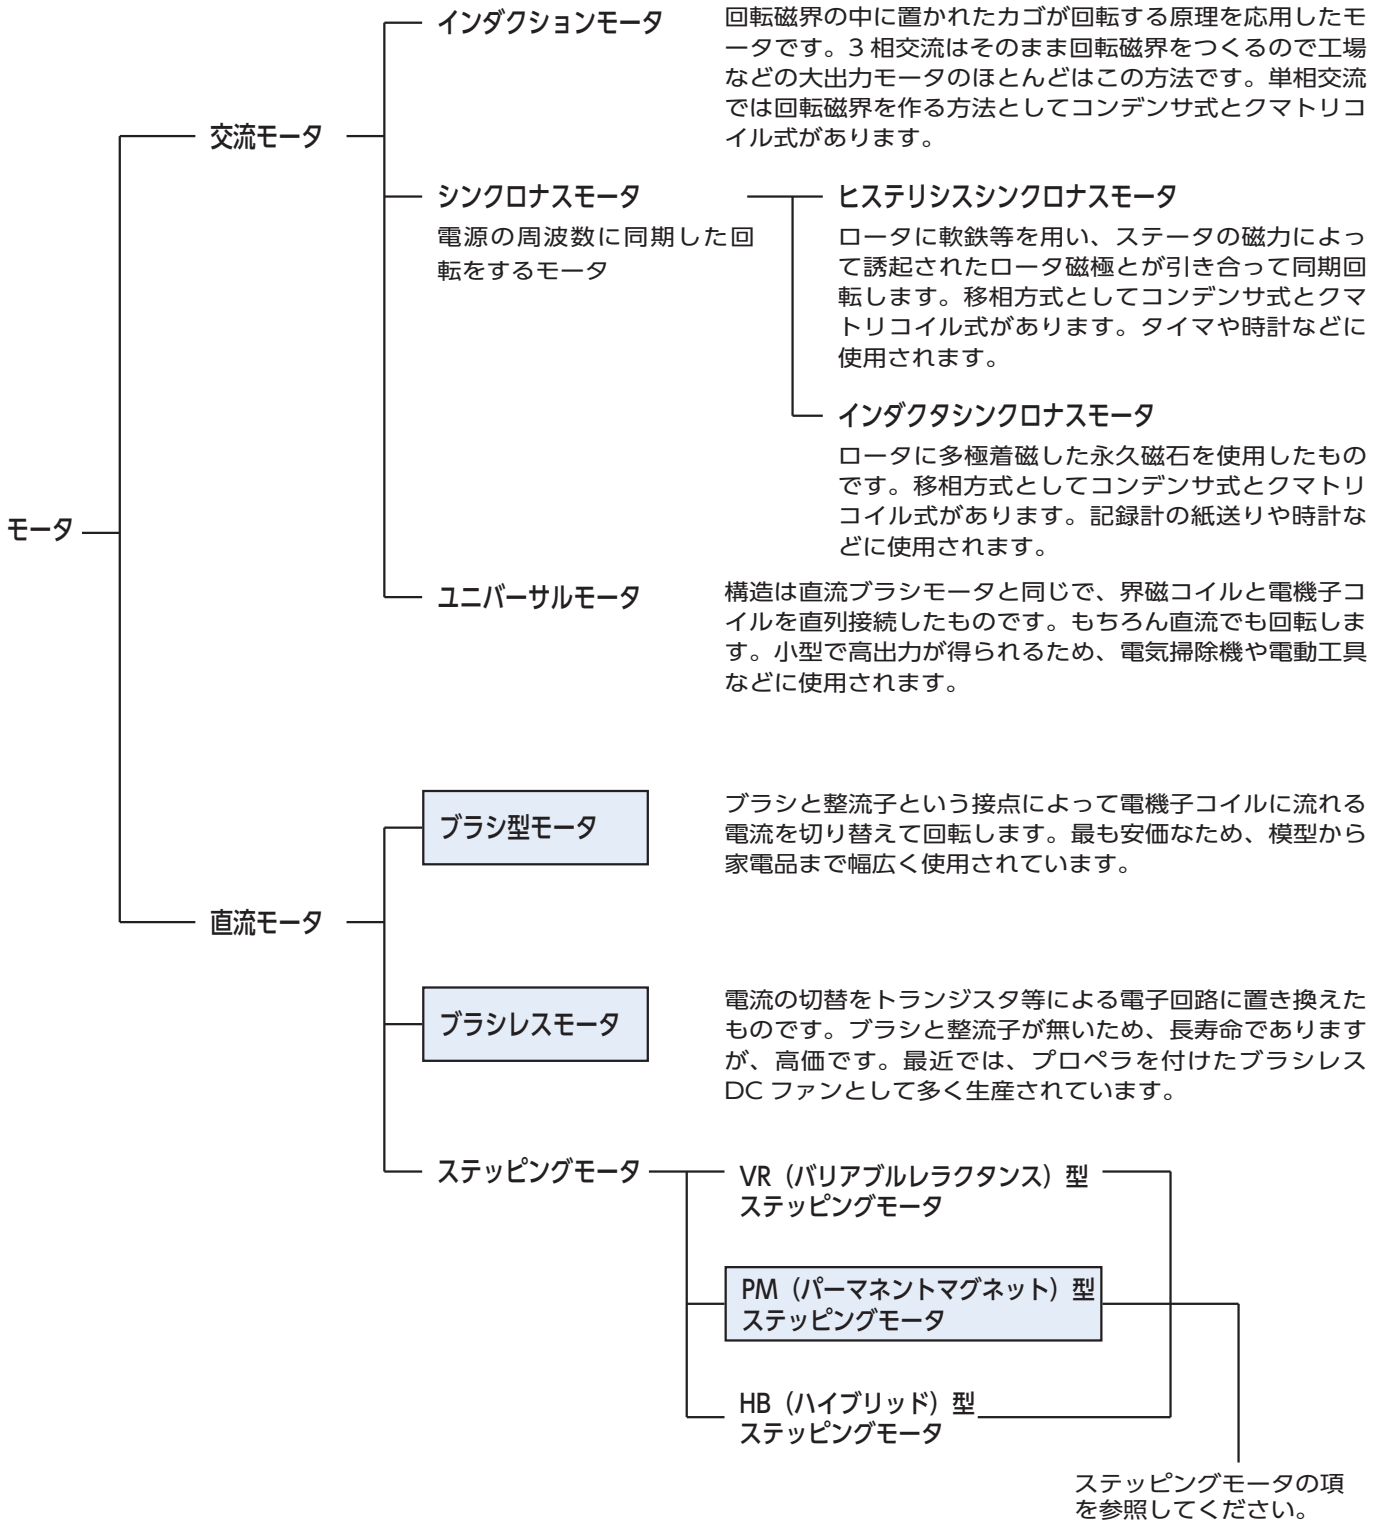 モータ
交流モータ
インダクションモータ
回転磁界の中に置かれたカゴが回転する原理を応用したモ
ータです。3 相交流はそのまま回転磁界をつくるので工場
などの大出力モータのほとんどはこの方法です。単相交流
では回転磁界を作る方法としてコンデンサ式とクマトリコ
イル式があります。
シンクロナスモータ
電源の周波数に同期した回
転をするモータ
ヒステリシスシンクロナスモータ
ロータに軟鉄等を用い、ステータの磁力によっ
て誘起されたロータ磁極とが引き合って同期回
転します。移相方式としてコンデンサ式とクマ
トリコイル式があります。タイマや時計などに
使用されます。
インダクタシンクロナスモータ
ロータに多極着磁した永久磁石を使用したもの
です。移相方式としてコンデンサ式とクマトリ
コイル式があります。記録計の紙送りや時計な
どに使用されます。
ユニバーサルモータ
構造は直流ブラシモータと同じで、界磁コイルと電機子コ
イルを直列接続したものです。もちろん直流でも回転しま
す。小型で高出力が得られるため、電気掃除機や電動工具
などに使用されます。
直流モータ
ブラシ型モータ
ブラシと整流子という接点によって電機子コイルに流れる
電流を切り替えて回転します。最も安価なため、模型から
家電品まで幅広く使用されています。
ブラシレスモータ
電流の切替をトランジスタ等による電子回路に置き換えた
ものです。ブラシと整流子が無いため、長寿命であります
が、高価です。最近では、プロペラを付けたブラシレス
DC ファンとして多く生産されています。
ステッピングモータ
VR（バリアブルレラクタンス）型
ステッピングモータ
PM（パーマネントマグネット）型
ステッピングモータ
HB（ハイブリッド）型
ステッピングモータ
ステッピングモータの項
を参照してください。